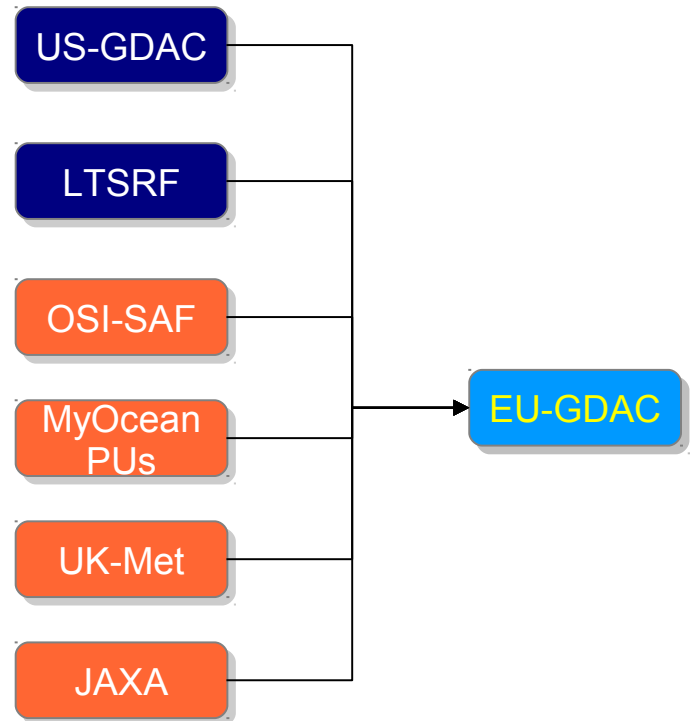 US-GDAC
LTSRF
OSI-SAF
MyOcean
PUs
UK-Met
JAXA
EU-GDAC